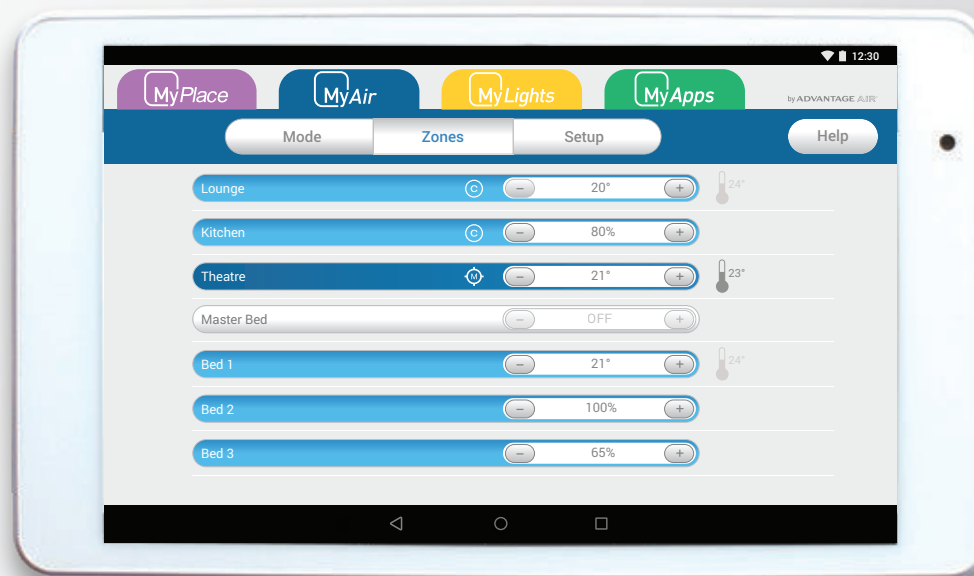 12:30
MyPlace MyAir MyLights MyApps by ADVANTAGE AIR
Mode Zones Setup Help
Lounge C − 20° + 24°
Kitchen C − 80% +
Theatre M − 21° + 23°
Master Bed − OFF +
Bed 1 − 21° + 24°
Bed 2 − 100% +
Bed 3 − 65% +